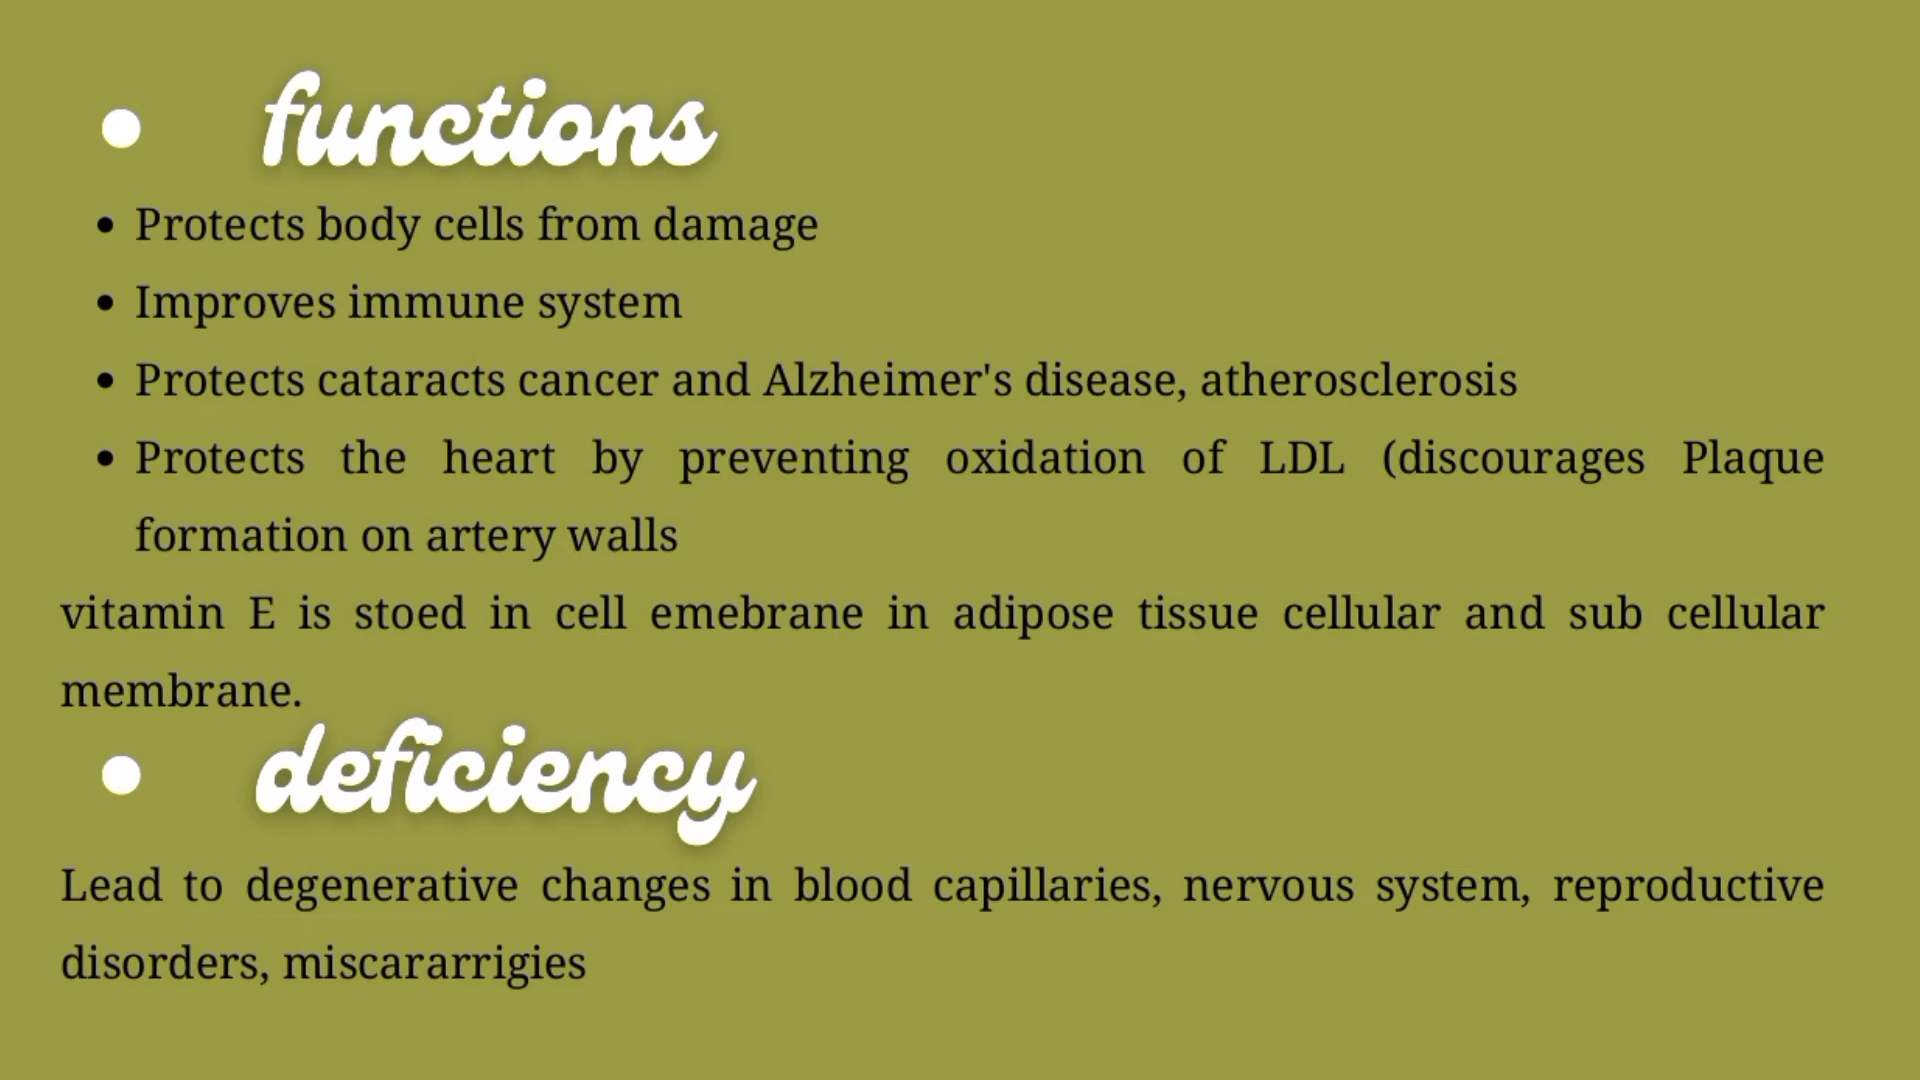 • functions
• Protects body cells from damage
• Improves immune system
• Protects cataracts cancer and Alzheimer's disease, atherosclerosis
• Protects the heart by preventing oxidation of LDL (discourages Plaque
formation on artery walls
vitamin E is stoed in cell emebrane in adipose tissue cellular and sub cellular
membrane.
• deficiency
Lead to degenerative changes in blood capillaries, nervous system, reproductive
disorders, miscararrigies